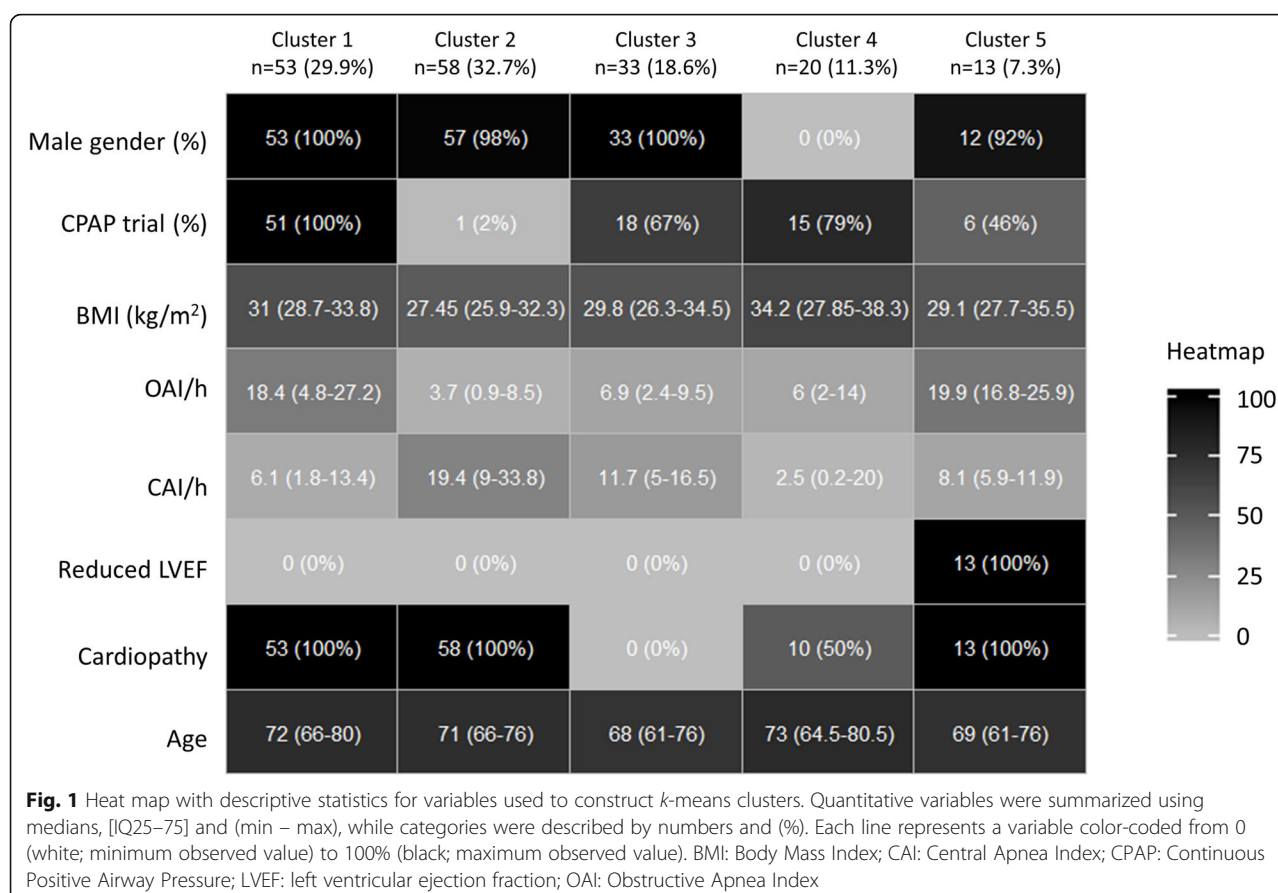 Cluster 1 Cluster 2 Cluster 3 Cluster 4 Cluster 5
n=53 (29.9%) n=58 (32.7%) n=33 (18.6%) n=20 (11.3%) n=13 (7.3%)
Male gender (%) 53 (100%) 57 (98%) 33 (100%) 0 (0%) 12 (92%)
CPAP trial (%) 51 (100%) 1 (2%) 18 (67%) 15 (79%) 6 (46%)
BMI (kg/m²) 31 (28.7-33.8) 27.45 (25.9-32.3) 29.8 (26.3-34.5) 34.2 (27.85-38.3) 29.1 (27.7-35.5)
OAI/h 18.4 (4.8-27.2) 3.7 (0.9-8.5) 6.9 (2.4-9.5) 6 (2-14) 19.9 (16.8-25.9)
CAI/h 6.1 (1.8-13.4) 19.4 (9-33.8) 11.7 (5-16.5) 2.5 (0.2-20) 8.1 (5.9-11.9)
Reduced LVEF 0 (0%) 0 (0%) 0 (0%) 0 (0%) 13 (100%)
Cardiopathy 53 (100%) 58 (100%) 0 (0%) 10 (50%) 13 (100%)
Age 72 (66-80) 71 (66-76) 68 (61-76) 73 (64.5-80.5) 69 (61-76)
Heatmap
100
75
50
25
0
Fig. 1 Heat map with descriptive statistics for variables used to construct k-means clusters. Quantitative variables were summarized using
medians, [IQ25–75] and (min – max), while categories were described by numbers and (%). Each line represents a variable color-coded from 0
(white; minimum observed value) to 100% (black; maximum observed value). BMI: Body Mass Index; CAI: Central Apnea Index; CPAP: Continuous
Positive Airway Pressure; LVEF: left ventricular ejection fraction; OAI: Obstructive Apnea Index